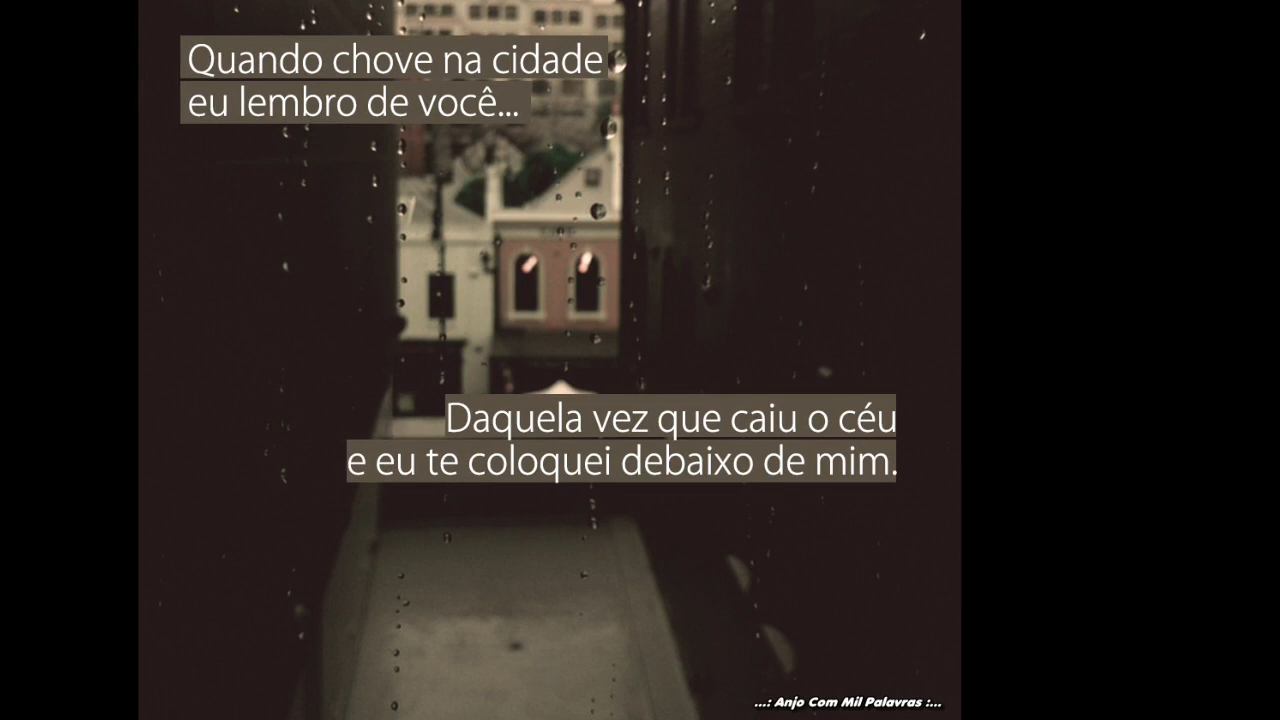 Quando chove na cidade
eu lembro de você...
Daquela vez que caiu o céu
e eu te coloquei debaixo de mim.
...: Anjo Com Mil Palavras :...